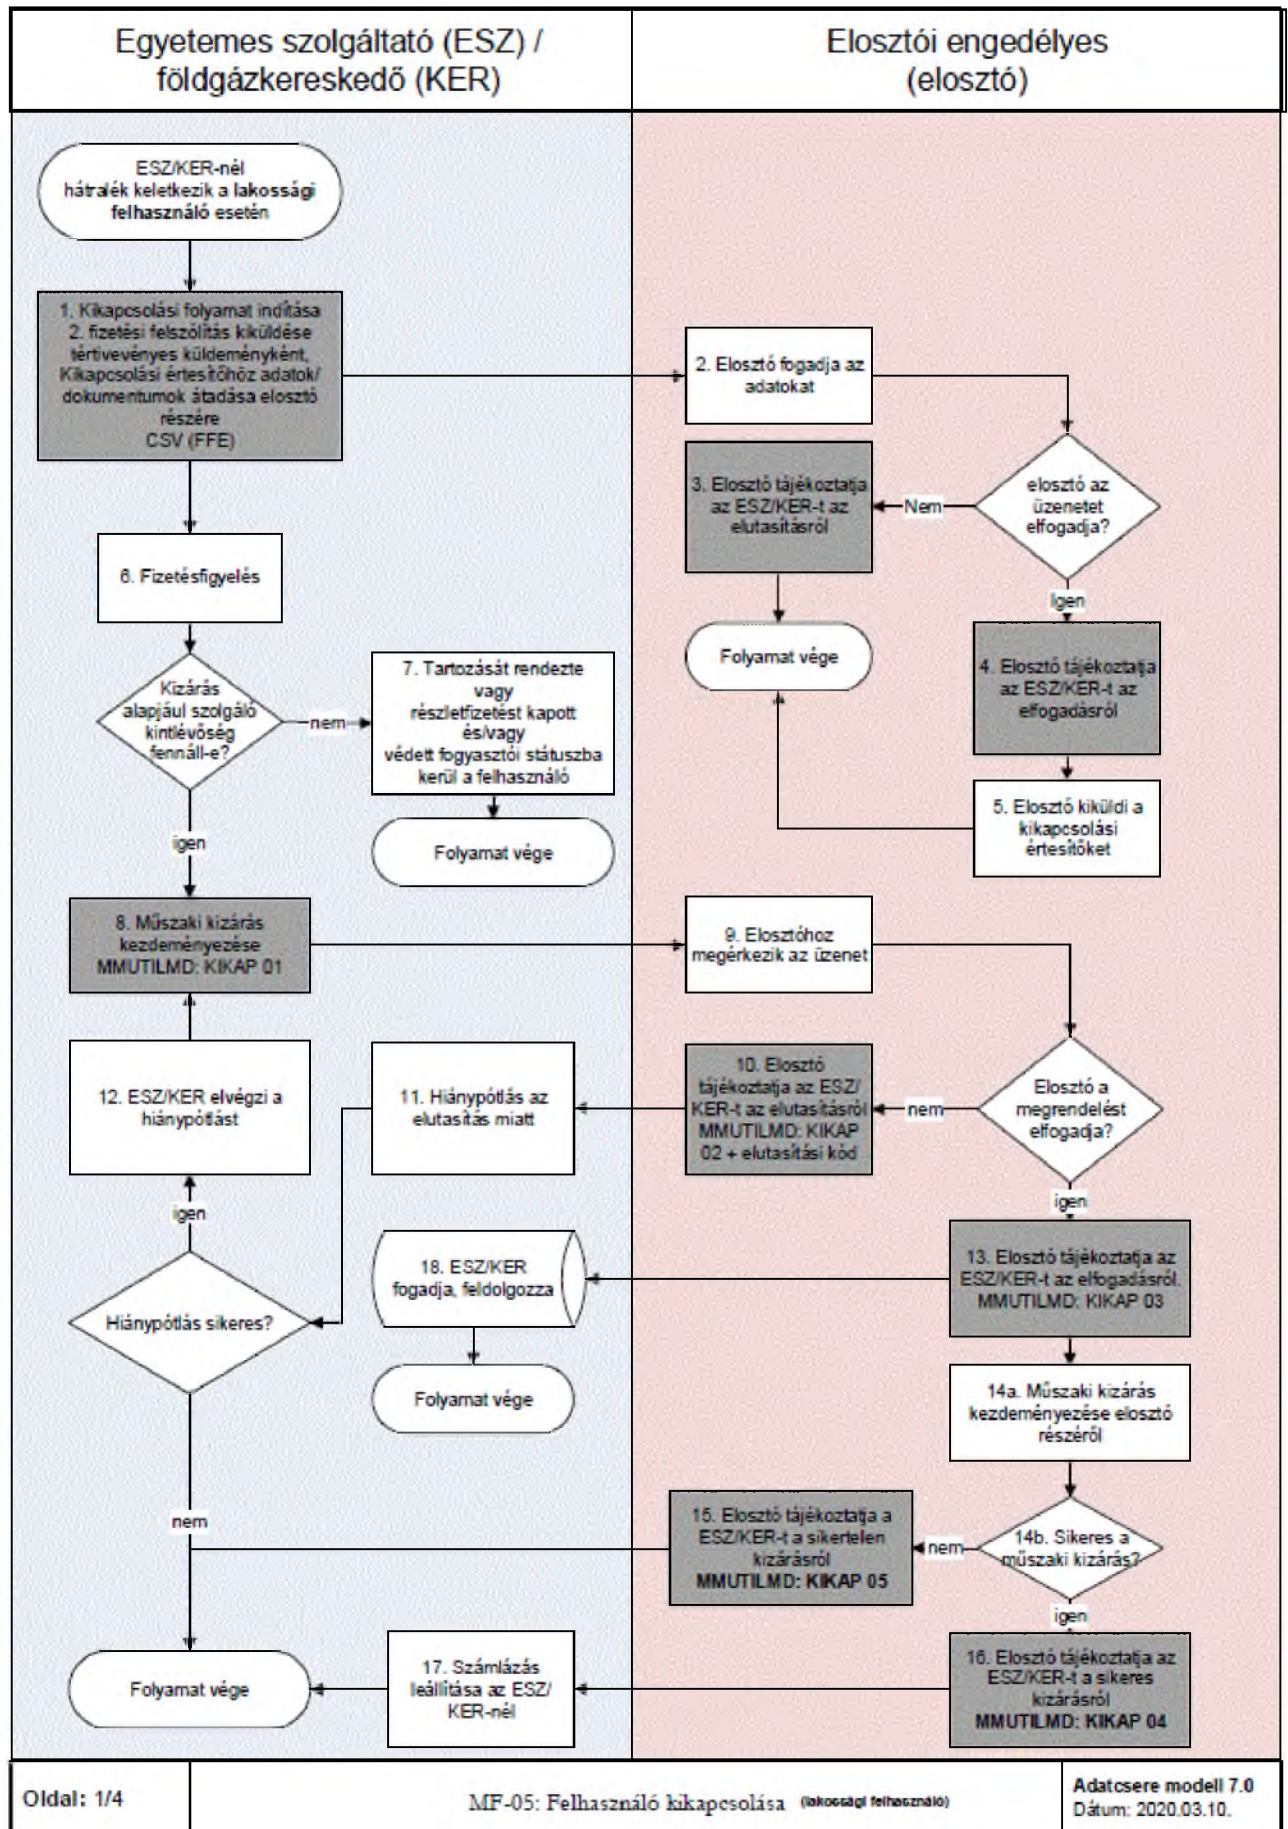 Egyetemes szolgáltató (ESZ) /
földgázkereskedő (KER)
Elosztói engedélyes
(elosztó)
ESZ/KER-nél
hátralék keletkezik a lakossági
felhasználó esetén
1. Kikapcsolási folyamat indítása
2. fizetési felszólítás kiküldése
tértivevényes küldeményként,
Kikapcsolási értesítőhöz adatok/
dokumentumok átadása elosztó
részére
CSV (FFE)
2. Elosztó fogadja az
adatokat
elosztó az
üzenetet
elfogadja?
Nem
3. Elosztó tájékoztatja
az ESZ/KER-t az
elutasításról
Igen
Folyamat vége
4. Elosztó tájékoztatja
az ESZ/KER-t az
elfogadásról
5. Elosztó kiküldi a
kikapcsolási
értesítőket
6. Fizetésfigyelés
Kizárás
alapjául szolgáló
kintlévőség
fennáll-e?
nem
7. Tartozását rendezte
vagy
részletfizetést kapott
és/vagy
védett fogyasztói státuszba
kerül a felhasználó
Folyamat vége
igen
8. Műszaki kizárás
kezdeményezése
MMUTILMD: KIKAP 01
9. Elosztóhoz
megérkezik az üzenet
Elosztó a
megrendelést
elfogadja?
nem
10. Elosztó
tájékoztatja az ESZ/
KER-t az elutasításról
MMUTILMD: KIKAP
02 + elutasítási kód
11. Hiánypótlás az
elutasítás miatt
12. ESZ/KER elvégzi a
hiánypótlást
igen
Hiánypótlás sikeres?
igen
13. Elosztó tájékoztatja az
ESZ/KER-t az elfogadásról.
MMUTILMD: KIKAP 03
18. ESZ/KER
fogadja, feldolgozza
Folyamat vége
14a. Műszaki kizárás
kezdeményezése elosztó
részéről
14b. Sikeres a
műszaki kizárás?
nem
15. Elosztó tájékoztatja a
ESZ/KER-t a sikertelen
kizárásról
MMUTILMD: KIKAP 05
nem
igen
16. Elosztó tájékoztatja az
ESZ/KER-t a sikeres
kizárásról
MMUTILMD: KIKAP 04
17. Számlázás
leállítása az ESZ/
KER-nél
Folyamat vége
Oldal: 1/4
MF-05: Felhasználó kikapcsolása (lakossági felhasználó)
Adatcsere modell 7.0
Dátum: 2020.03.10.